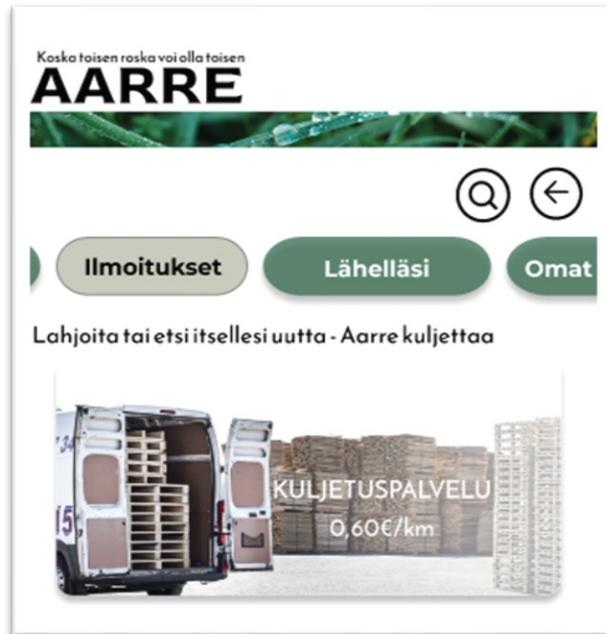 Koska toisen roska voi olla toisen
AARRE
Ilmoitukset
Lähelläsi
Omat
Lahjoita tai etsi itsellesi uutta - Aarre kuljettaa
KULJETUSPALVELU
0,60€/km